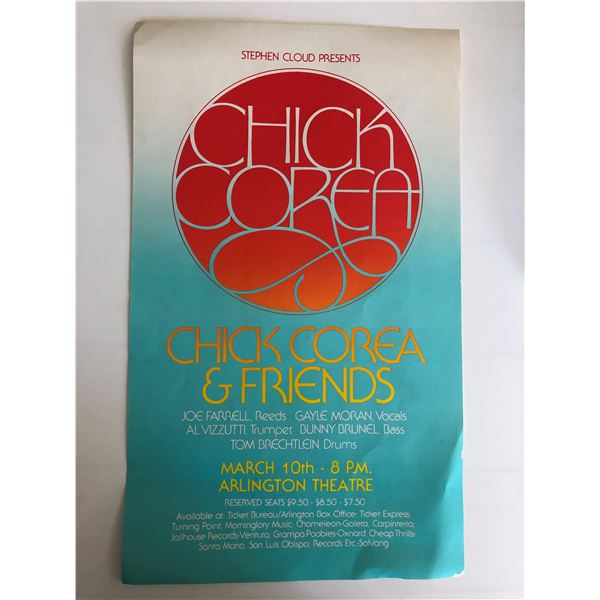 STEPHEN CLOUD PRESENTS
CHICK
COREA
CHICK COREA
& FRIENDS
JOE FARRELL, Reeds GAYLE MORAN, Vocals
AL VIZZUTTI, Trumpet BUNNY BRUNEL, Bass
TOM BRECHTLEIN, Drums
MARCH 10th - 8 P.M.
ARLINGTON THEATRE
RESERVED SEATS $9.50 - $8.50 - $7.50
Available at: Ticket Bureau/Arlington Box Office; Ticket Express;
Turning Point; Morninglory Music; Chameleon-Goleta, Carpinteria;
Jailhouse Records-Ventura; Grampa Poobies-Oxnard, Cheap Thrills-
Santa Maria, San Luis Obispo; Records Etc.-Solvang